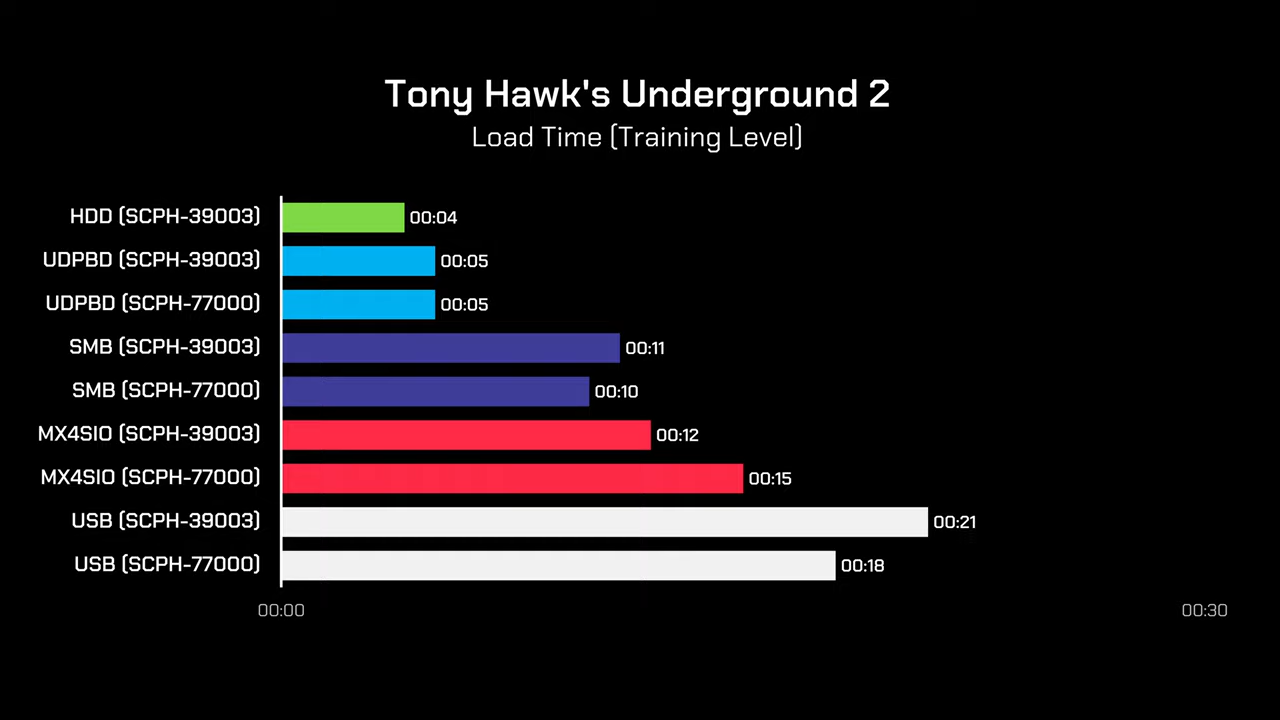 Tony Hawk's Underground 2
Load Time (Training Level)
HDD (SCPH-39003) 00:04
UDPBD (SCPH-39003) 00:05
UDPBD (SCPH-77000) 00:05
SMB (SCPH-39003) 00:11
SMB (SCPH-77000) 00:10
MX4SIO (SCPH-39003) 00:12
MX4SIO (SCPH-77000) 00:15
USB (SCPH-39003) 00:21
USB (SCPH-77000) 00:18
00:00 00:30